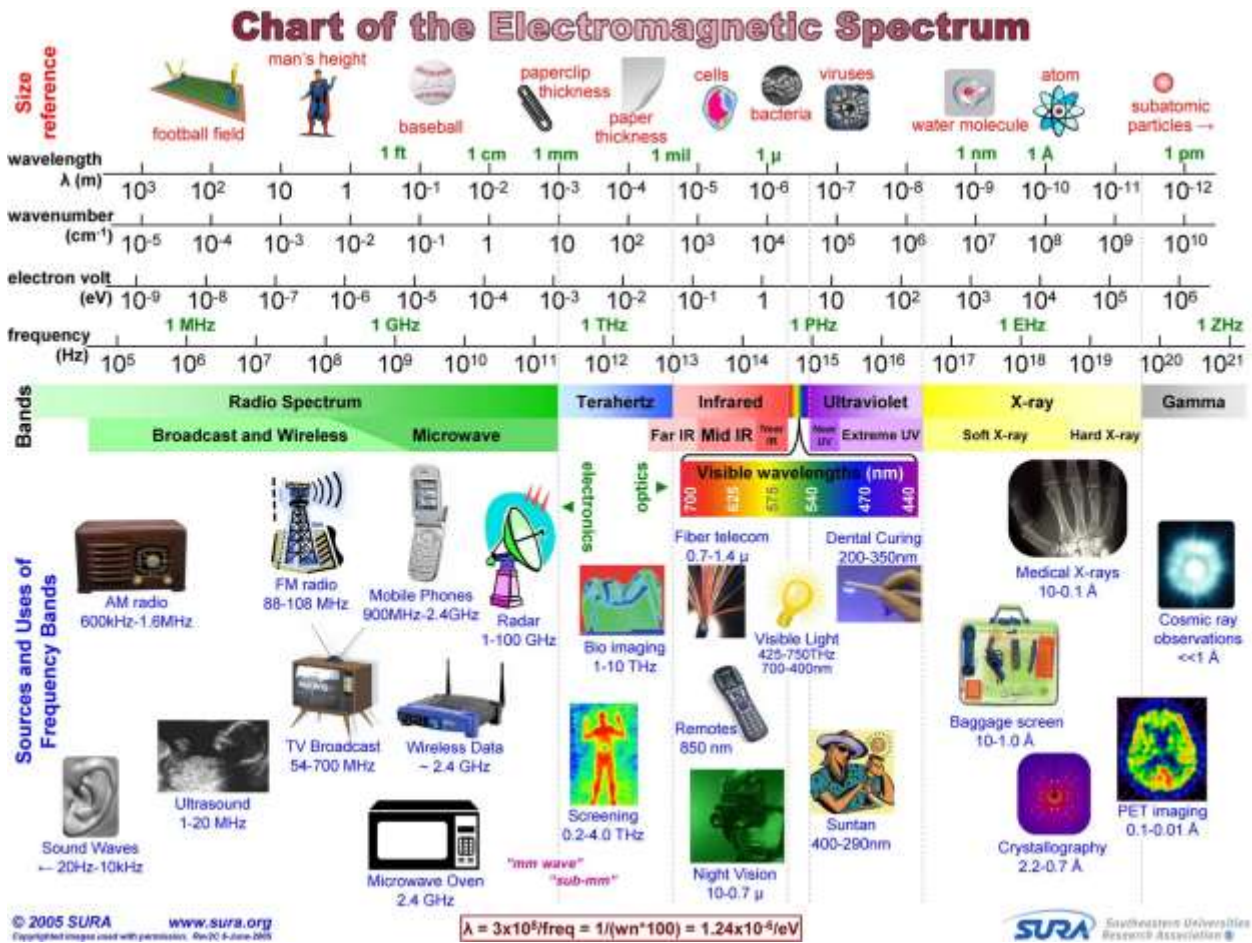 Chart of the Electromagnetic Spectrum
Size reference
football field
man's height
baseball
paperclip thickness
paper thickness
cells
bacteria
viruses
water molecule
atom
subatomic particles →
wavelength λ (m)
1 ft 1 cm 1 mm 1 mil 1 µ 1 nm 1 Å 1 pm
10³ 10² 10 1 10⁻¹ 10⁻² 10⁻³ 10⁻⁴ 10⁻⁵ 10⁻⁶ 10⁻⁷ 10⁻⁸ 10⁻⁹ 10⁻¹⁰ 10⁻¹¹ 10⁻¹²
wavenumber (cm⁻¹)
10⁻⁵ 10⁻⁴ 10⁻³ 10⁻² 10⁻¹ 1 10 10² 10³ 10⁴ 10⁵ 10⁶ 10⁷ 10⁸ 10⁹ 10¹⁰
electron volt (eV)
10⁻⁹ 10⁻⁸ 10⁻⁷ 10⁻⁶ 10⁻⁵ 10⁻⁴ 10⁻³ 10⁻² 10⁻¹ 1 10 10² 10³ 10⁴ 10⁵ 10⁶
frequency (Hz)
1 MHz 1 GHz 1 THz 1 PHz 1 EHz 1 ZHz
10⁵ 10⁶ 10⁷ 10⁸ 10⁹ 10¹⁰ 10¹¹ 10¹² 10¹³ 10¹⁴ 10¹⁵ 10¹⁶ 10¹⁷ 10¹⁸ 10¹⁹ 10²⁰ 10²¹
Bands
Radio Spectrum Terahertz Infrared Ultraviolet X-ray Gamma
Broadcast and Wireless Microwave Far IR Mid IR Near IR Near UV Extreme UV Soft X-ray Hard X-ray
electronics
optics
Visible wavelengths (nm)
700 625 575 540 470 440
Sources and Uses of Frequency Bands
AM radio
600kHz-1.6MHz
FM radio
88-108 MHz
Mobile Phones
900MHz-2.4GHz
Radar
1-100 GHz
Bio imaging
1-10 THz
Fiber telecom
0.7-1.4 µ
Visible Light
425-750THz
700-400nm
Dental Curing
200-350nm
Medical X-rays
10-0.1 Å
Cosmic ray
observations
<<1 Å
TV Broadcast
54-700 MHz
Wireless Data
~ 2.4 GHz
Remotes
850 nm
Baggage screen
10-1.0 Å
Ultrasound
1-20 MHz
Screening
0.2-4.0 THz
Suntan
400-290nm
PET imaging
0.1-0.01 Å
Sound Waves
← 20Hz-10kHz
Microwave Oven
2.4 GHz
"mm wave"
"sub-mm"
Night Vision
10-0.7 µ
Crystallography
2.2-0.7 Å
© 2005 SURA www.sura.org
Copyrighted images used with permission. Rev2C 6-June-2005
λ = 3x10⁸/freq = 1/(wn*100) = 1.24x10⁻⁶/eV
SURA Southeastern Universities
Research Association